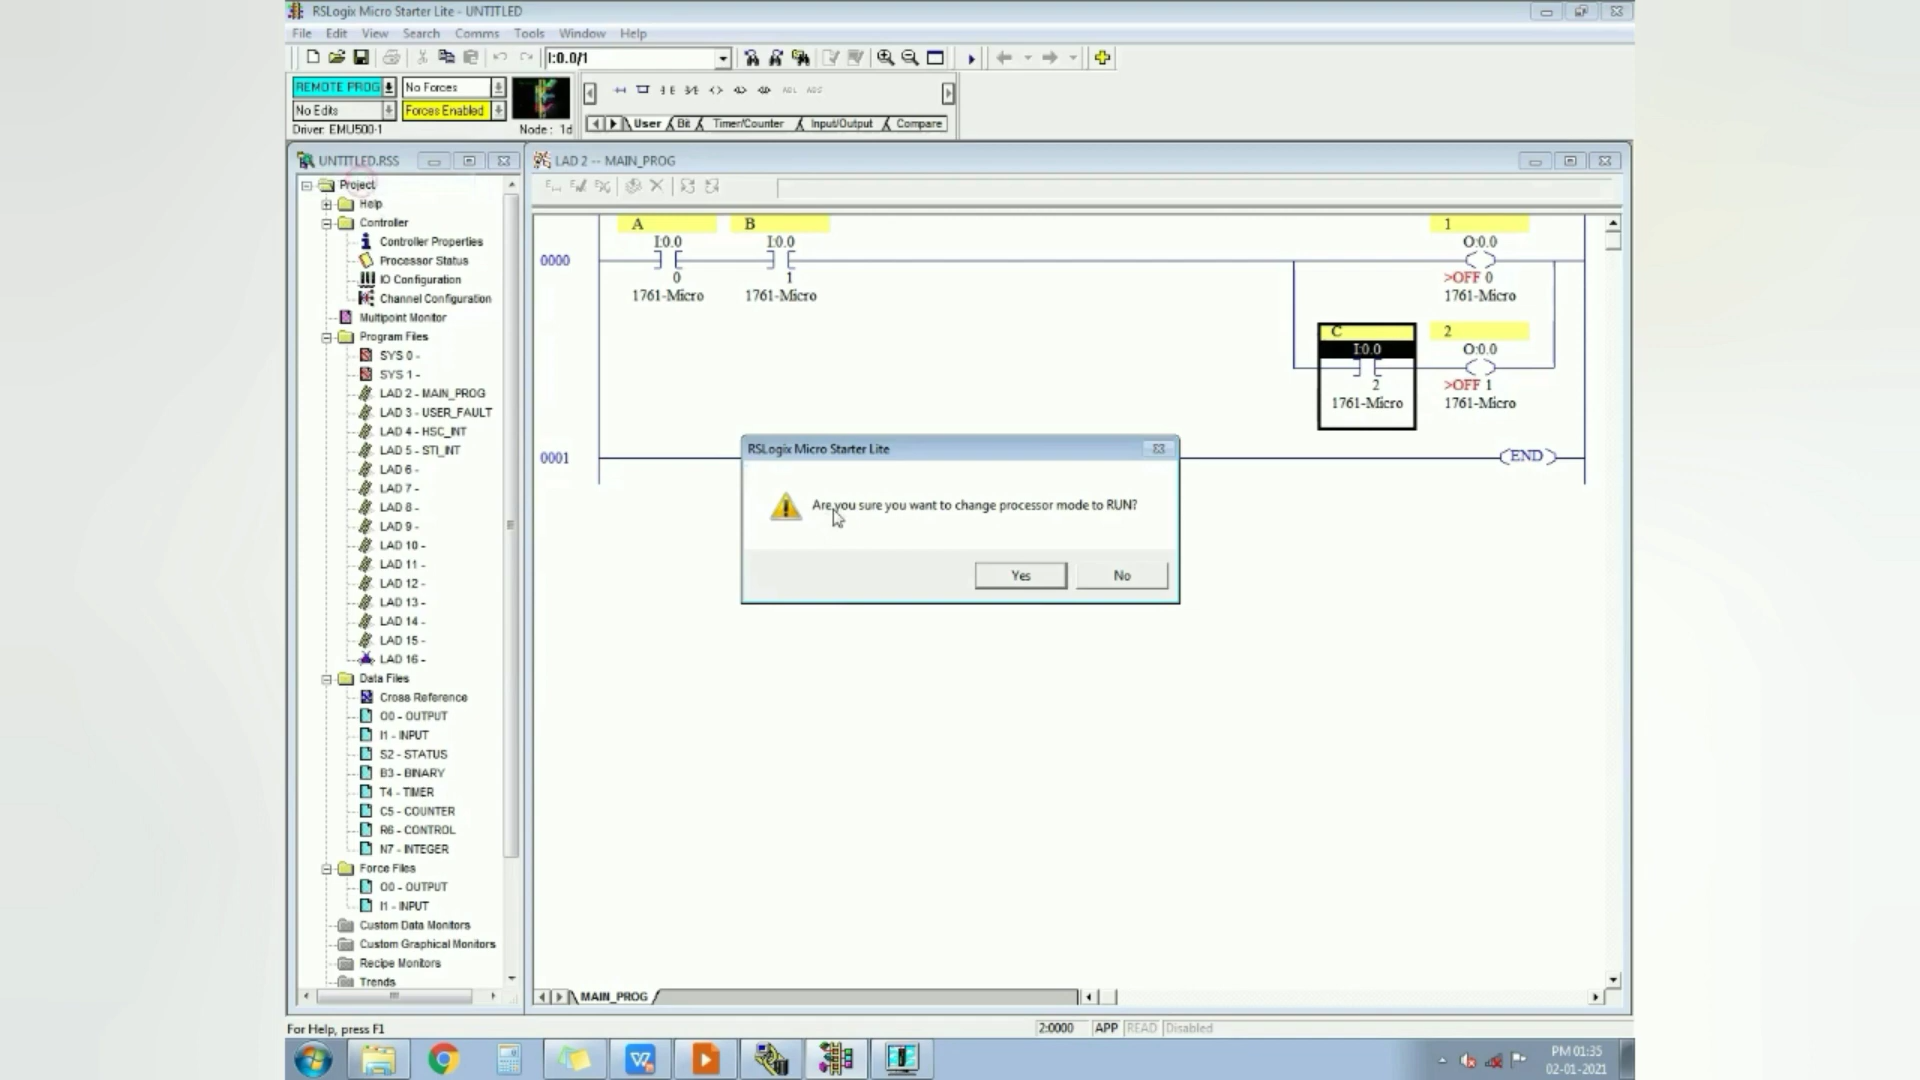 RSLogix Micro Starter Lite - UNTITLED
File Edit View Search Comms Tools Window Help
I:0.0/1
REMOTE PROG No Forces
No Edits Forces Enabled
Driver: EMU500-1 Node: 1d
User Bit Timer/Counter Input/Output Compare
UNTITLED.RSS
Project
Help
Controller
Controller Properties
Processor Status
IO Configuration
Channel Configuration
Multipoint Monitor
Program Files
SYS 0 -
SYS 1 -
LAD 2 - MAIN_PROG
LAD 3 - USER_FAULT
LAD 4 - HSC_INT
LAD 5 - STI_INT
LAD 6 -
LAD 7 -
LAD 8 -
LAD 9 -
LAD 10 -
LAD 11 -
LAD 12 -
LAD 13 -
LAD 14 -
LAD 15 -
LAD 16 -
Data Files
Cross Reference
O0 - OUTPUT
I1 - INPUT
S2 - STATUS
B3 - BINARY
T4 - TIMER
C5 - COUNTER
R6 - CONTROL
N7 - INTEGER
Force Files
O0 - OUTPUT
I1 - INPUT
Custom Data Monitors
Custom Graphical Monitors
Recipe Monitors
Trends
LAD 2 -- MAIN_PROG
A B 1
I:0.0 I:0.0 O:0.0
0000
0 1 >OFF 0
1761-Micro 1761-Micro 1761-Micro
C 2
I:0.0 O:0.0
2 >OFF 1
1761-Micro 1761-Micro
0001 END
RSLogix Micro Starter Lite
Are you sure you want to change processor mode to RUN?
Yes No
MAIN_PROG
For Help, press F1
2:0000 APP READ Disabled
PM 01:35
02-01-2021